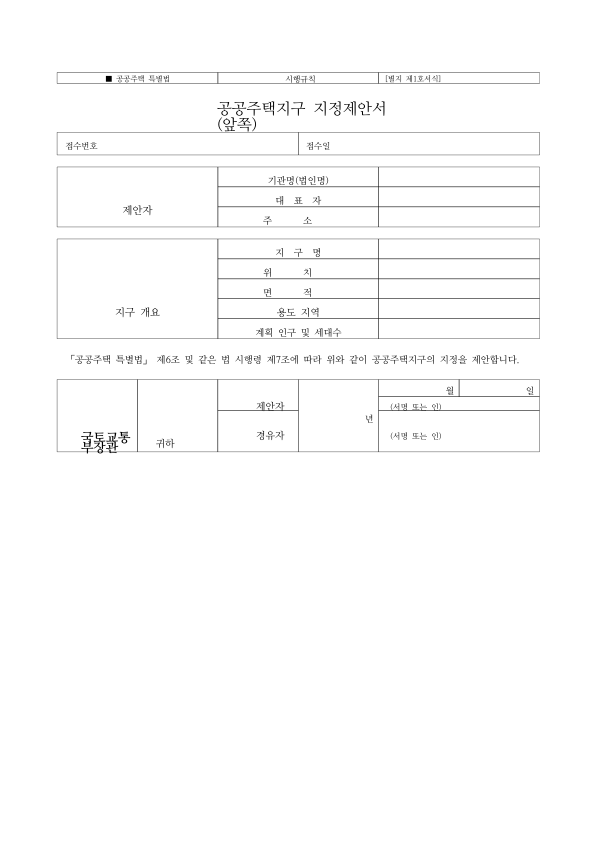 ■ 공공주택 특별법 시행규칙 [별지 제1호서식]
공공주택지구 지정제안서
(앞쪽)
접수번호 접수일
제안자
기관명(법인명)
대 표 자
주 소
지구 개요
지 구 명
위 치
면 적
용도 지역
계획 인구 및 세대수
「공공주택 특별법」 제6조 및 같은 법 시행령 제7조에 따라 위와 같이 공공주택지구의 지정을 제안합니다.
년 월 일
제안자 (서명 또는 인)
경유자 (서명 또는 인)
국토교통
부장관 귀하